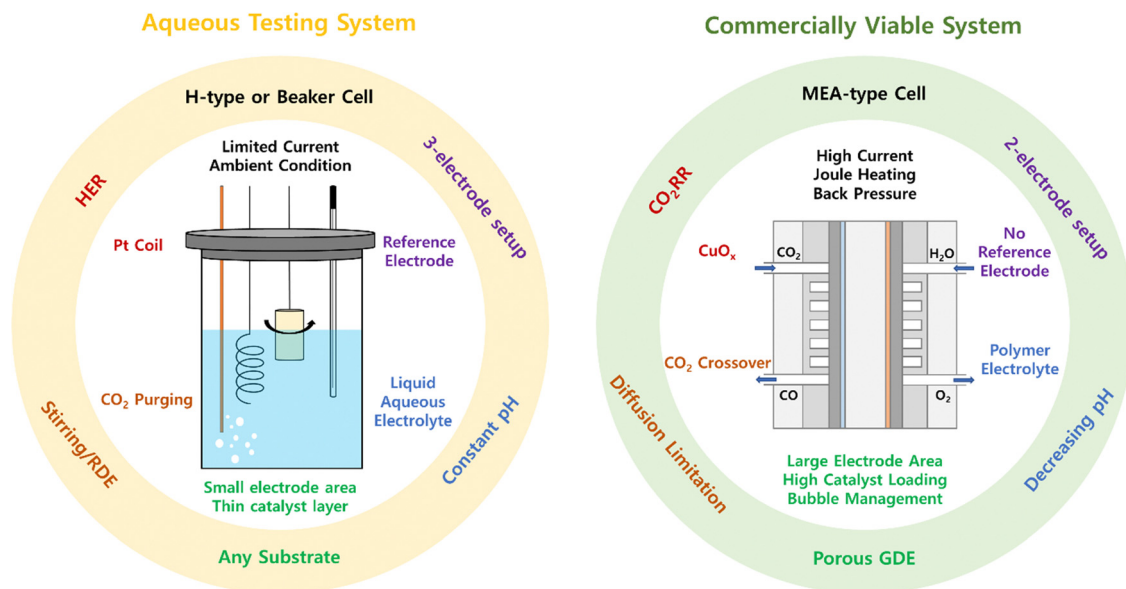 Aqueous Testing System
H-type or Beaker Cell
Limited Current
Ambient Condition
HER
3-electrode setup
Pt Coil
Reference
Electrode
CO₂ Purging
Liquid
Aqueous
Electrolyte
Stirring/RDE
Constant pH
Small electrode area
Thin catalyst layer
Any Substrate
Commercially Viable System
MEA-type Cell
High Current
Joule Heating
Back Pressure
CO₂RR
2-electrode setup
CuOₓ
CO₂
H₂O
No
Reference
Electrode
CO₂ Crossover
CO
O₂
Polymer
Electrolyte
Diffusion Limitation
Decreasing pH
Large Electrode Area
High Catalyst Loading
Bubble Management
Porous GDE